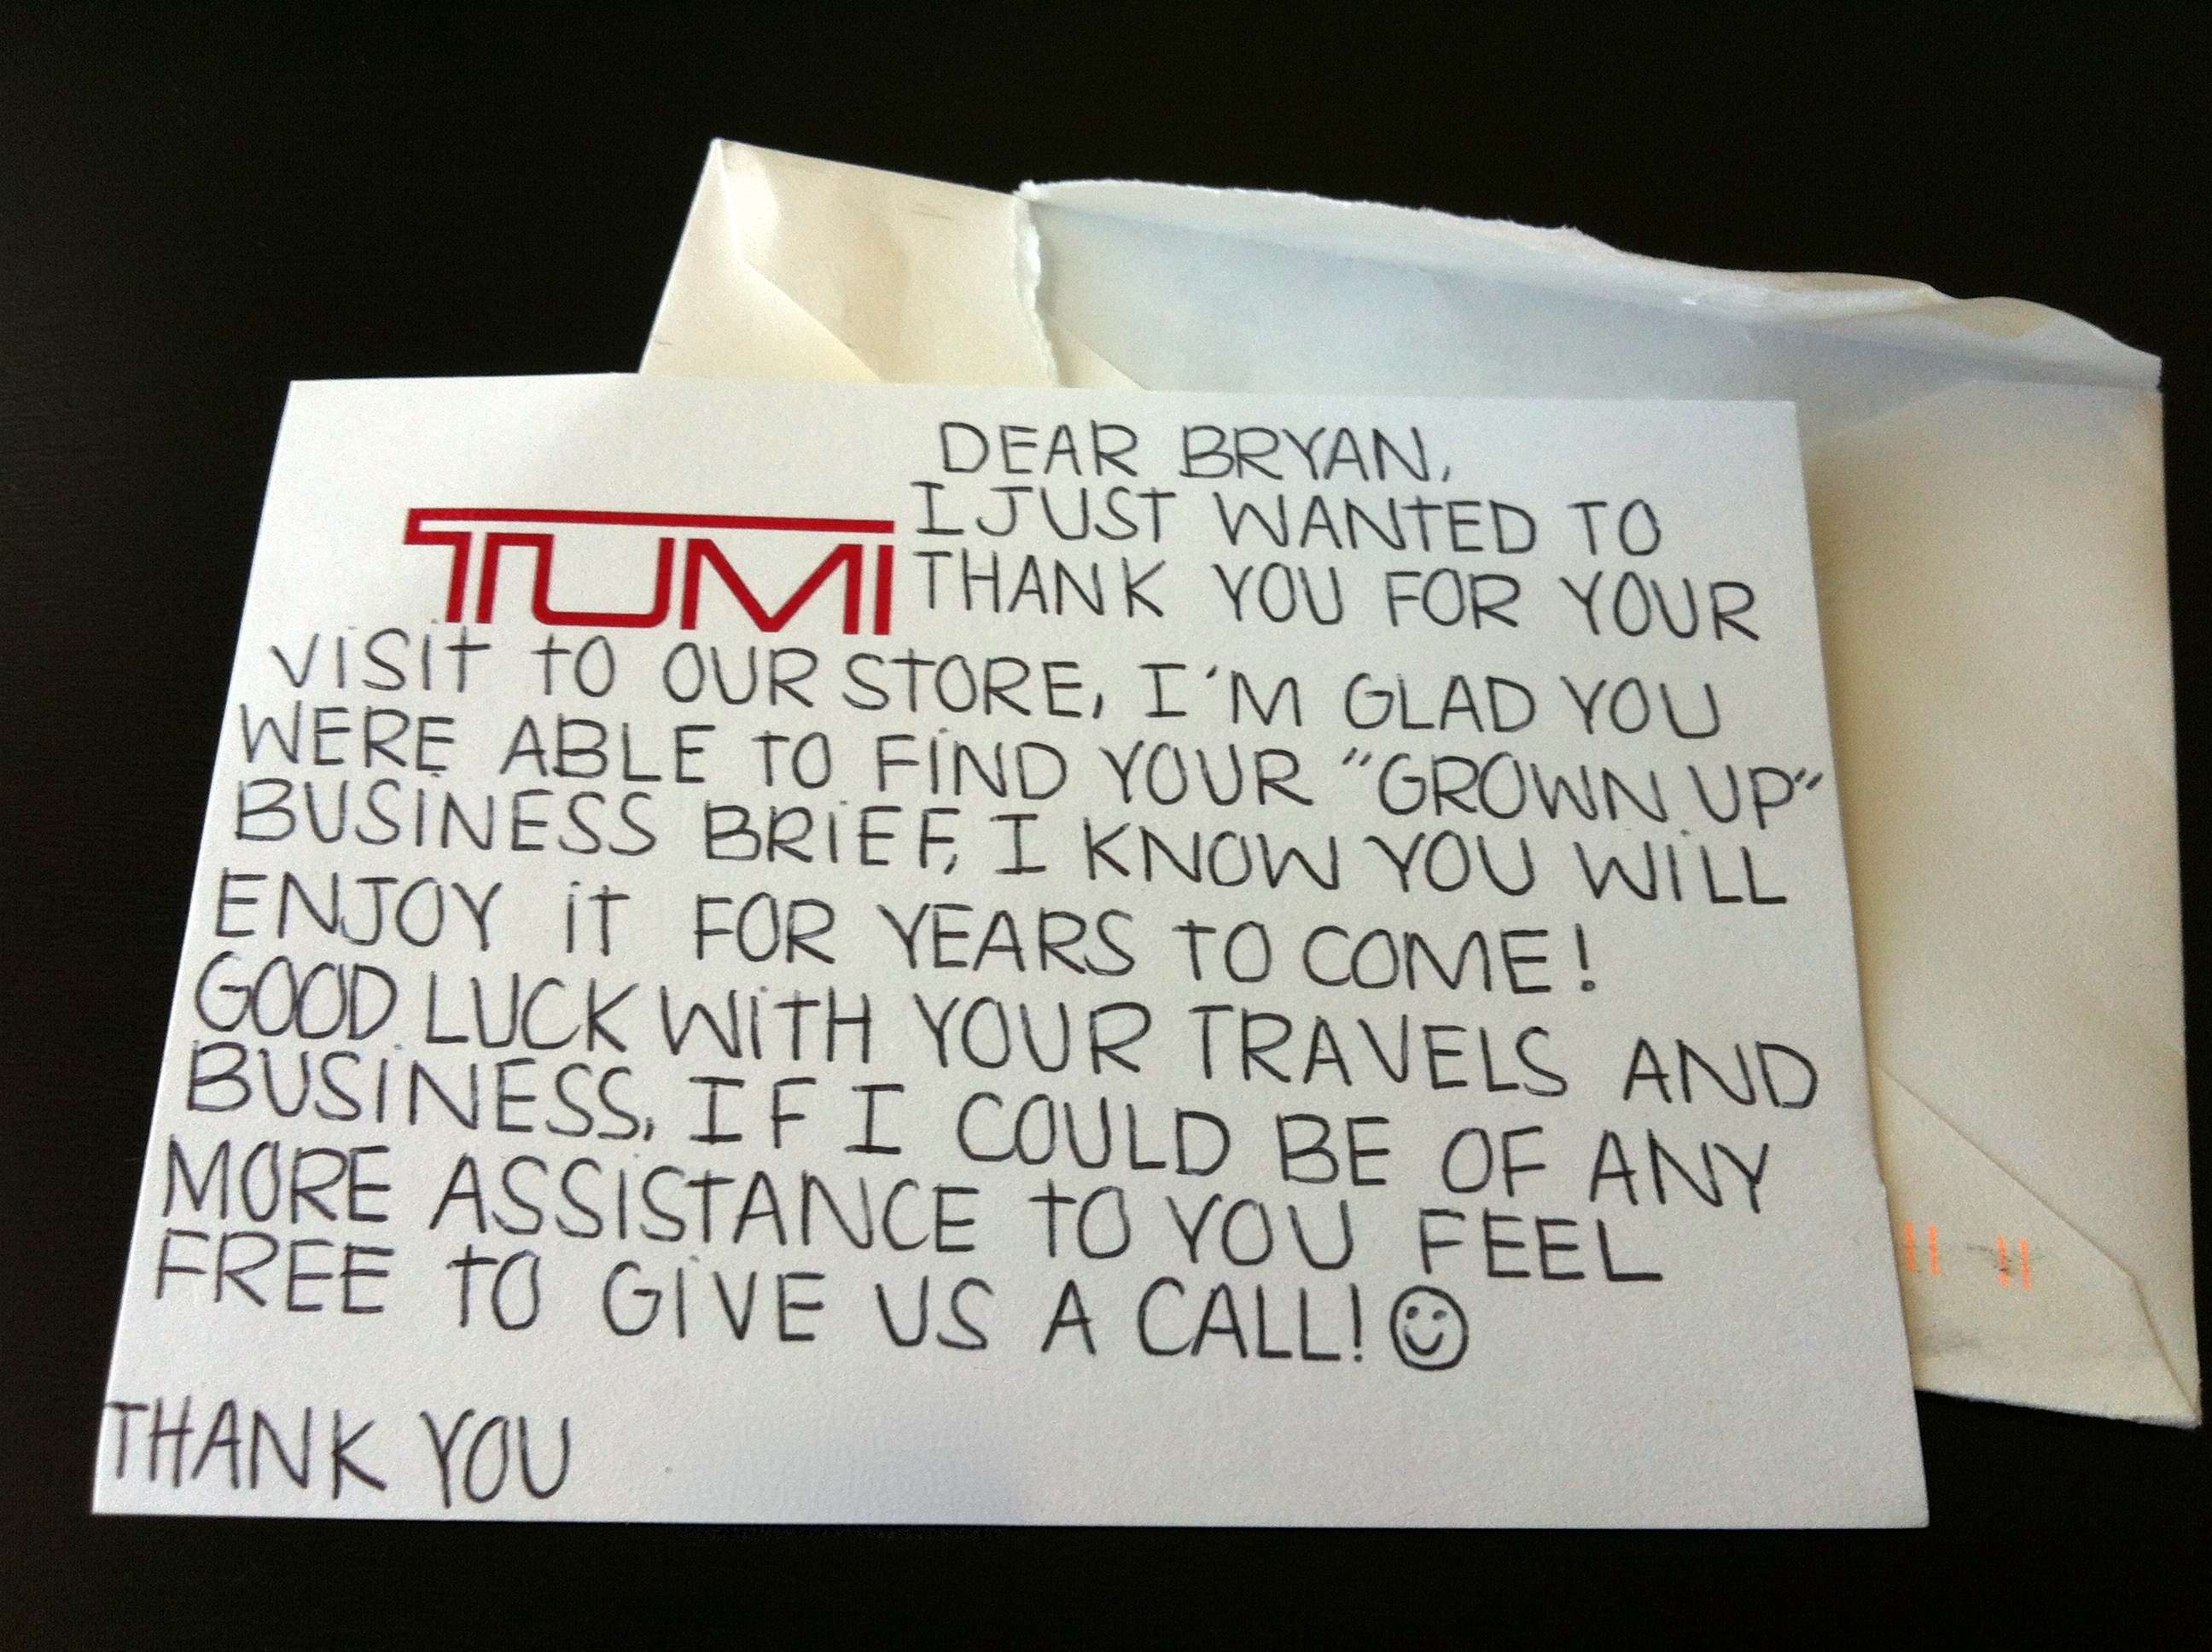 DEAR BRYAN,
I JUST WANTED TO
TUMI
THANK YOU FOR YOUR
VISIT TO OUR STORE, I'M GLAD YOU
WERE ABLE TO FIND YOUR "GROWN UP"
BUSINESS BRIEF, I KNOW YOU WILL
ENJOY IT FOR YEARS TO COME!
GOOD LUCK WITH YOUR TRAVELS AND
BUSINESS, IF I COULD BE OF ANY
MORE ASSISTANCE TO YOU FEEL
FREE TO GIVE US A CALL! ☺
THANK YOU